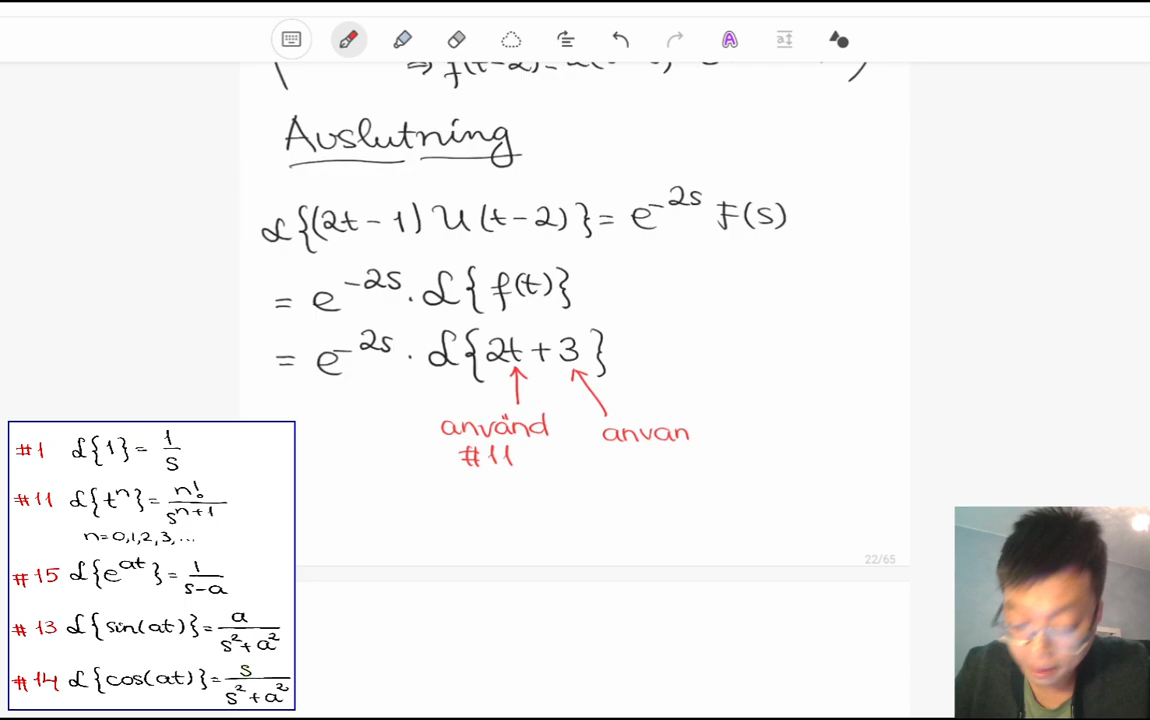 ⇒ f(t-2)=
Avslutning
ℒ{(2t-1) U(t-2)} = e^{-2s} F(s)
= e^{-2s} · ℒ{f(t)}
= e^{-2s} · ℒ{2t+3}
använd anvan
#11
#1 ℒ{1} = 1/s
#11 ℒ{t^n} = n!/s^{n+1}
n=0,1,2,3,...
#15 ℒ{e^{at}} = 1/(s-a)
#13 ℒ{sin(at)} = a/(s²+a²)
#14 ℒ{cos(at)} = s/(s²+a²)
22/65